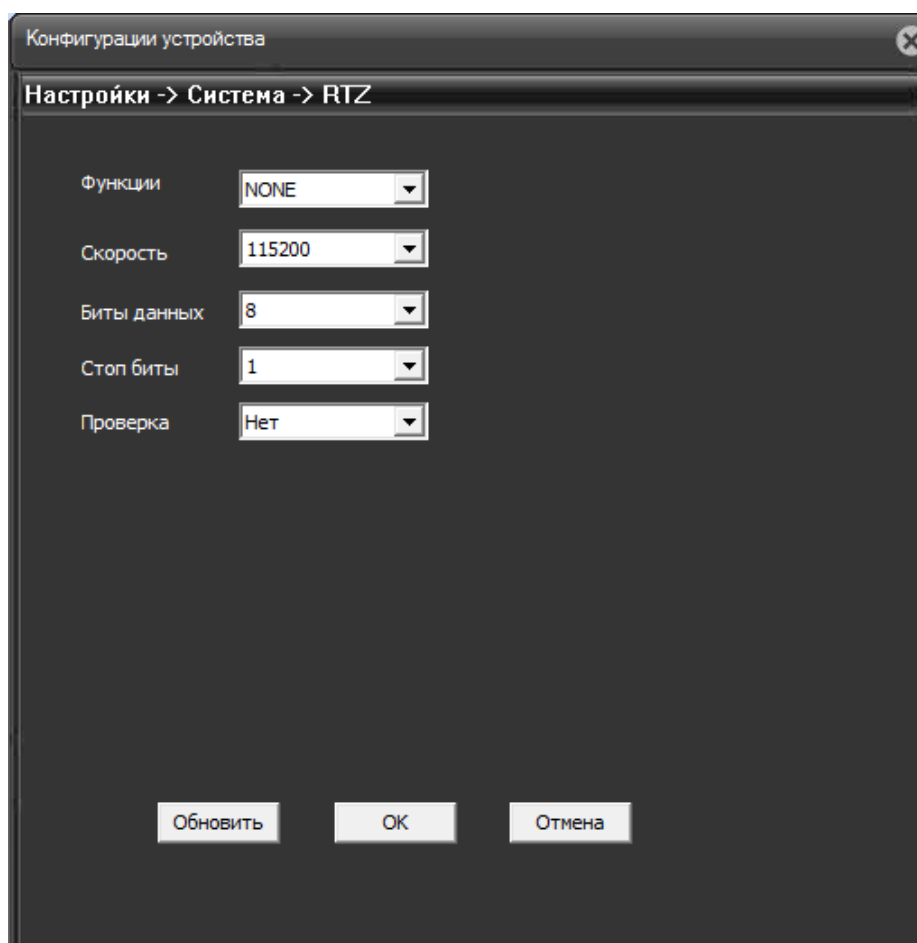 Конфигурации устройства
Настройки -> Система -> RTZ
Функции NONE
Скорость 115200
Биты данных 8
Стоп биты 1
Проверка Нет
Обновить OK Отмена